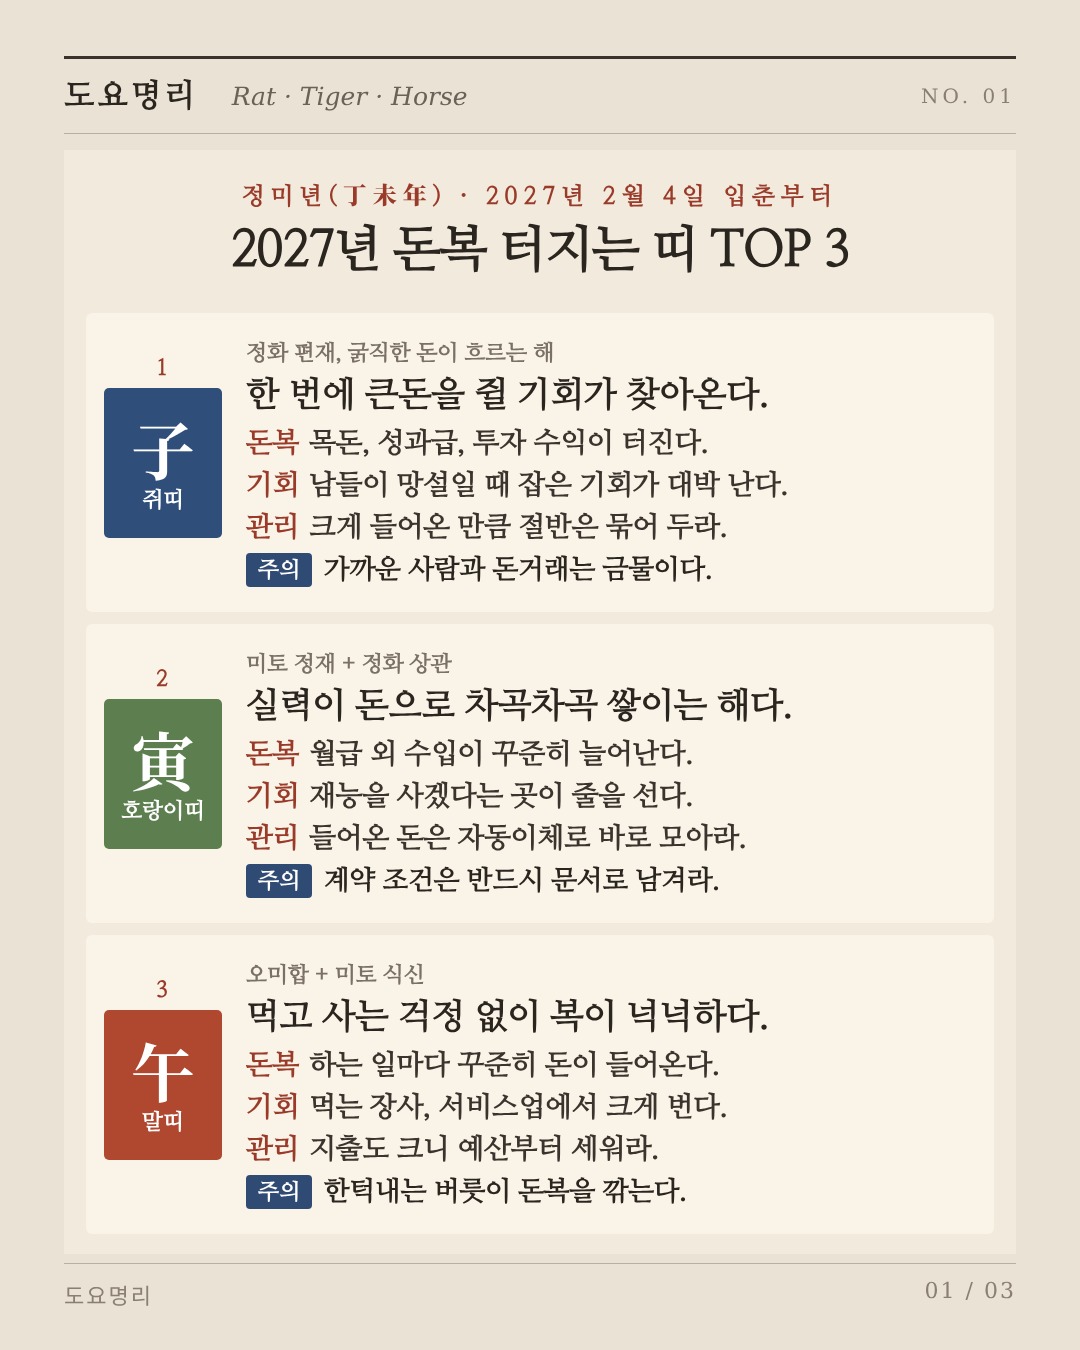 도요명리 Rat · Tiger · Horse NO. 01
정미년(丁未年) · 2027년 2월 4일 입춘부터
2027년 돈복 터지는 띠 TOP 3
1
子
쥐띠
정화 편재, 굵직한 돈이 흐르는 해
한 번에 큰돈을 쥘 기회가 찾아온다.
돈복 목돈, 성과급, 투자 수익이 터진다.
기회 남들이 망설일 때 잡은 기회가 대박 난다.
관리 크게 들어온 만큼 절반은 묶어 두라.
주의 가까운 사람과 돈거래는 금물이다.
2
寅
호랑이띠
미토 정재 + 정화 상관
실력이 돈으로 차곡차곡 쌓이는 해다.
돈복 월급 외 수입이 꾸준히 늘어난다.
기회 재능을 사겠다는 곳이 줄을 선다.
관리 들어온 돈은 자동이체로 바로 모아라.
주의 계약 조건은 반드시 문서로 남겨라.
3
午
말띠
오미합 + 미토 식신
먹고 사는 걱정 없이 복이 넉넉하다.
돈복 하는 일마다 꾸준히 돈이 들어온다.
기회 먹는 장사, 서비스업에서 크게 번다.
관리 지출도 크니 예산부터 세워라.
주의 한턱내는 버릇이 돈복을 깎는다.
도요명리 01 / 03